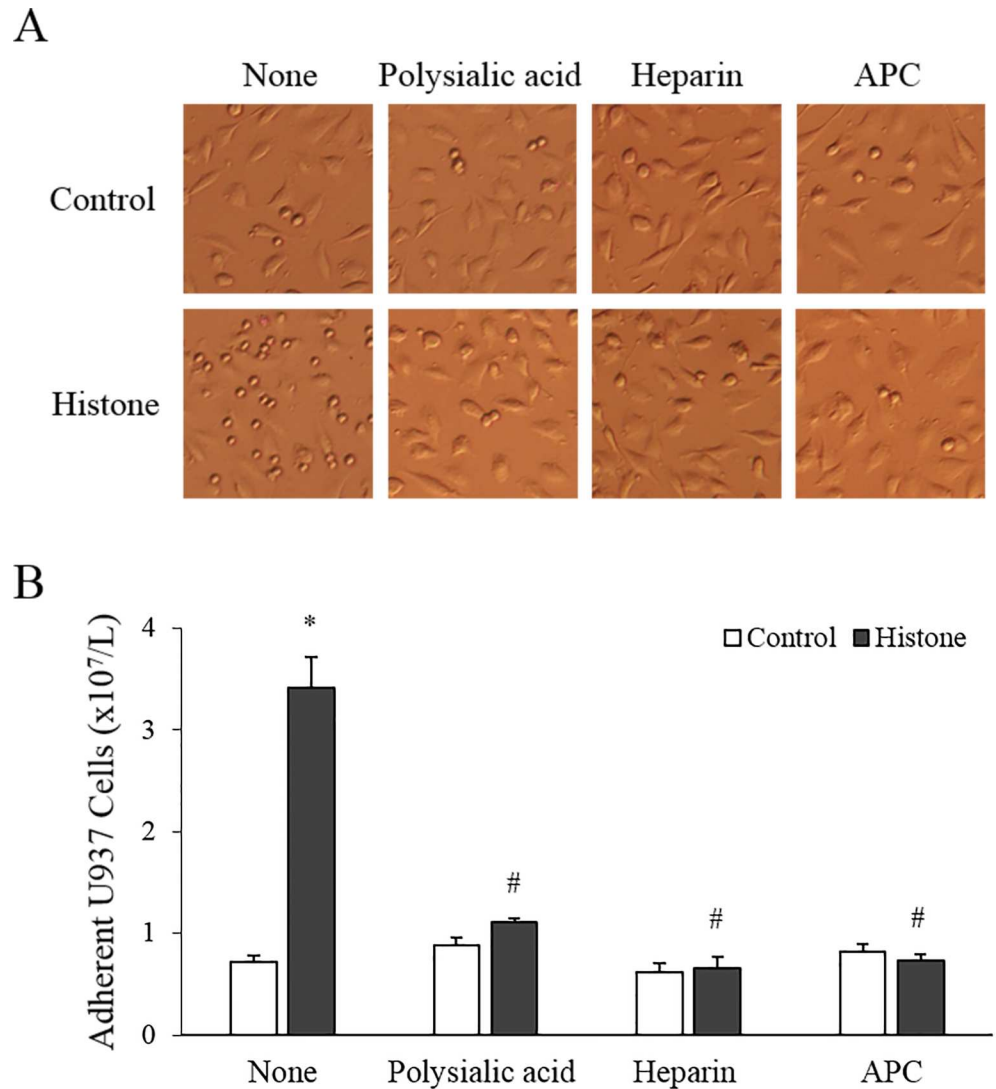 A
None Polysialic acid Heparin APC
Control
Histone
B
Adherent U937 Cells (x10⁷/L)
4
3
2
1
0
*
#
#
#
Control Histone
None Polysialic acid Heparin APC